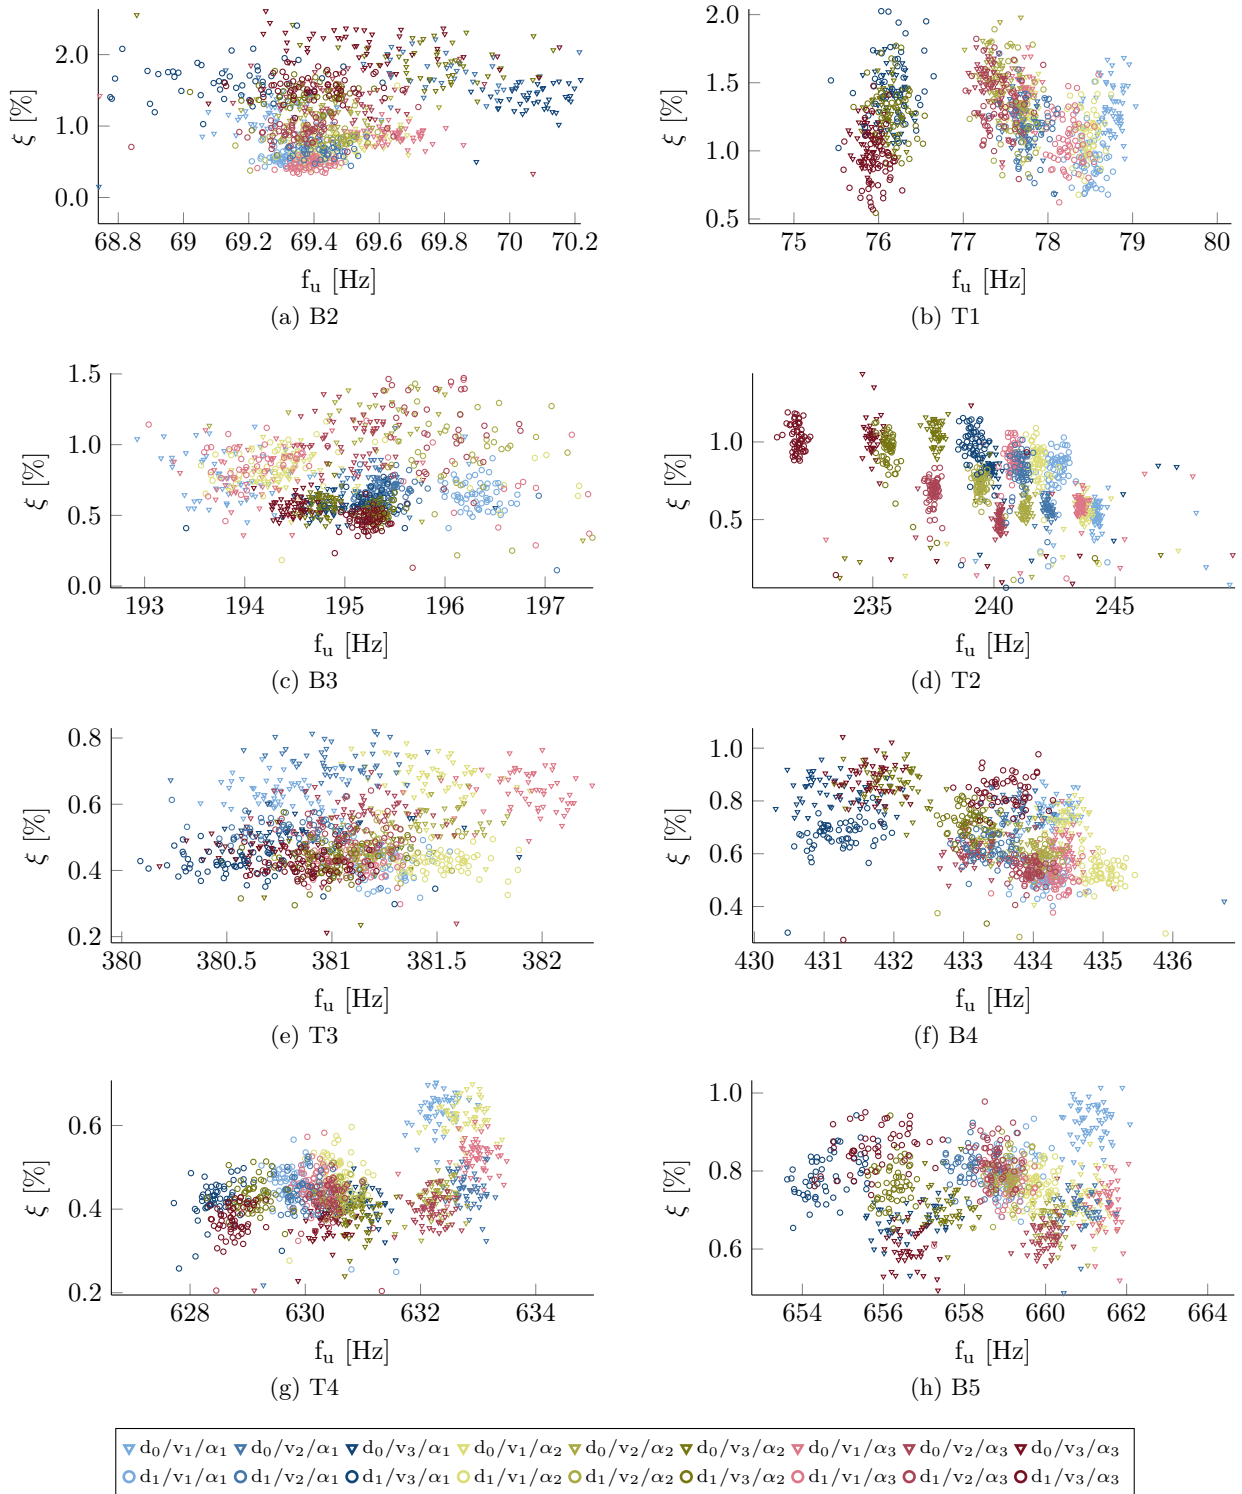 2.0
1.0
0.0
ξ [%]
68.8 69 69.2 69.4 69.6 69.8 70 70.2
f_u [Hz]
(a) B2
2.0
1.5
1.0
0.5
ξ [%]
75 76 77 78 79 80
f_u [Hz]
(b) T1
1.5
1.0
0.5
0.0
ξ [%]
193 194 195 196 197
f_u [Hz]
(c) B3
1.0
0.5
ξ [%]
235 240 245
f_u [Hz]
(d) T2
0.8
0.6
0.4
0.2
ξ [%]
380 380.5 381 381.5 382
f_u [Hz]
(e) T3
1.0
0.8
0.6
0.4
ξ [%]
430 431 432 433 434 435 436
f_u [Hz]
(f) B4
0.6
0.4
0.2
ξ [%]
628 630 632 634
f_u [Hz]
(g) T4
1.0
0.8
0.6
ξ [%]
654 656 658 660 662 664
f_u [Hz]
(h) B5
d₀/v₁/α₁ d₀/v₂/α₁ d₀/v₃/α₁ d₀/v₁/α₂ d₀/v₂/α₂ d₀/v₃/α₂ d₀/v₁/α₃ d₀/v₂/α₃ d₀/v₃/α₃
d₁/v₁/α₁ d₁/v₂/α₁ d₁/v₃/α₁ d₁/v₁/α₂ d₁/v₂/α₂ d₁/v₃/α₂ d₁/v₁/α₃ d₁/v₂/α₃ d₁/v₃/α₃